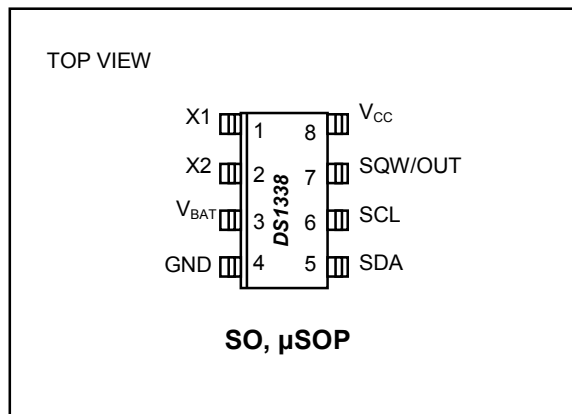 TOP VIEW
X1 1 8 V_CC
X2 2 7 SQW/OUT
V_BAT 3 6 SCL
GND 4 5 SDA
DS1338
SO, µSOP